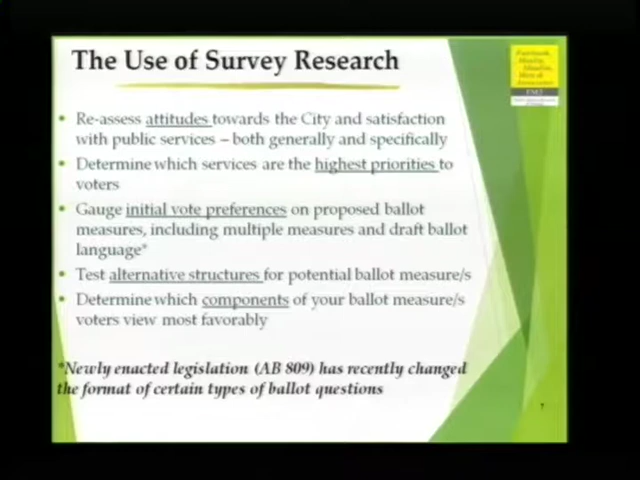 The Use of Survey Research
• Re-assess attitudes towards the City and satisfaction
with public services – both generally and specifically
• Determine which services are the highest priorities to
voters
• Gauge initial vote preferences on proposed ballot
measures, including multiple measures and draft ballot
language*
• Test alternative structures for potential ballot measure/s
• Determine which components of your ballot measure/s
voters view most favorably
*Newly enacted legislation (AB 809) has recently changed
the format of certain types of ballot questions